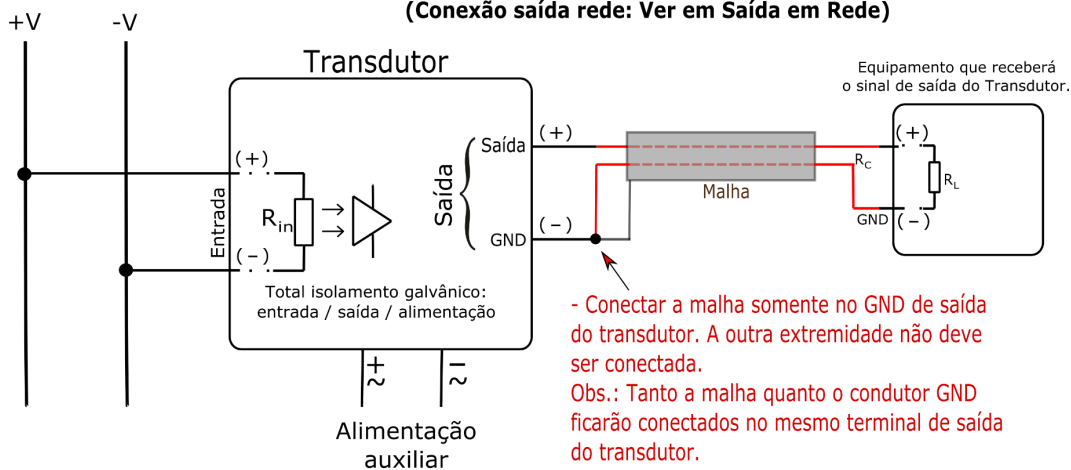 (Conexão saída rede: Ver em Saída em Rede)
+V
-V
Transdutor
Equipamento que receberá
o sinal de saída do Transdutor.
Saída
(+)
(+)
(+)
Entrada
Rin
(-)
Saída
GND
(-)
Malha
RC
RL
GND
(-)
Total isolamento galvânico:
entrada / saída / alimentação
- Conectar a malha somente no GND de saída
do transdutor. A outra extremidade não deve
ser conectada.
Obs.: Tanto a malha quanto o condutor GND
ficarão conectados no mesmo terminal de saída
do transdutor.
+
~
-
~
Alimentação
auxiliar